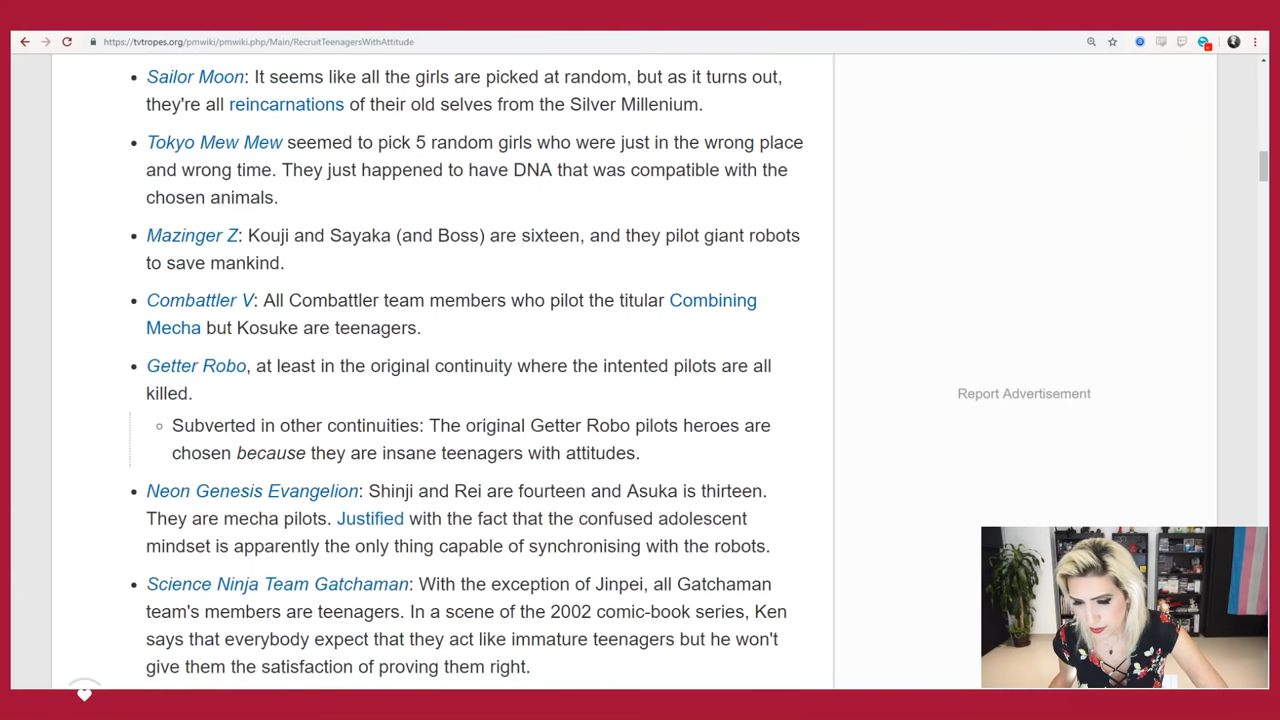 https://tvtropes.org/pmwiki/pmwiki.php/Main/RecruitTeenagersWithAttitude
• Sailor Moon: It seems like all the girls are picked at random, but as it turns out,
they're all reincarnations of their old selves from the Silver Millenium.
• Tokyo Mew Mew seemed to pick 5 random girls who were just in the wrong place
and wrong time. They just happened to have DNA that was compatible with the
chosen animals.
• Mazinger Z: Kouji and Sayaka (and Boss) are sixteen, and they pilot giant robots
to save mankind.
• Combattler V: All Combattler team members who pilot the titular Combining
Mecha but Kosuke are teenagers.
• Getter Robo, at least in the original continuity where the intented pilots are all
killed.
◦ Subverted in other continuities: The original Getter Robo pilots heroes are
chosen because they are insane teenagers with attitudes.
Report Advertisement
• Neon Genesis Evangelion: Shinji and Rei are fourteen and Asuka is thirteen.
They are mecha pilots. Justified with the fact that the confused adolescent
mindset is apparently the only thing capable of synchronising with the robots.
• Science Ninja Team Gatchaman: With the exception of Jinpei, all Gatchaman
team's members are teenagers. In a scene of the 2002 comic-book series, Ken
says that everybody expect that they act like immature teenagers but he won't
give them the satisfaction of proving them right.